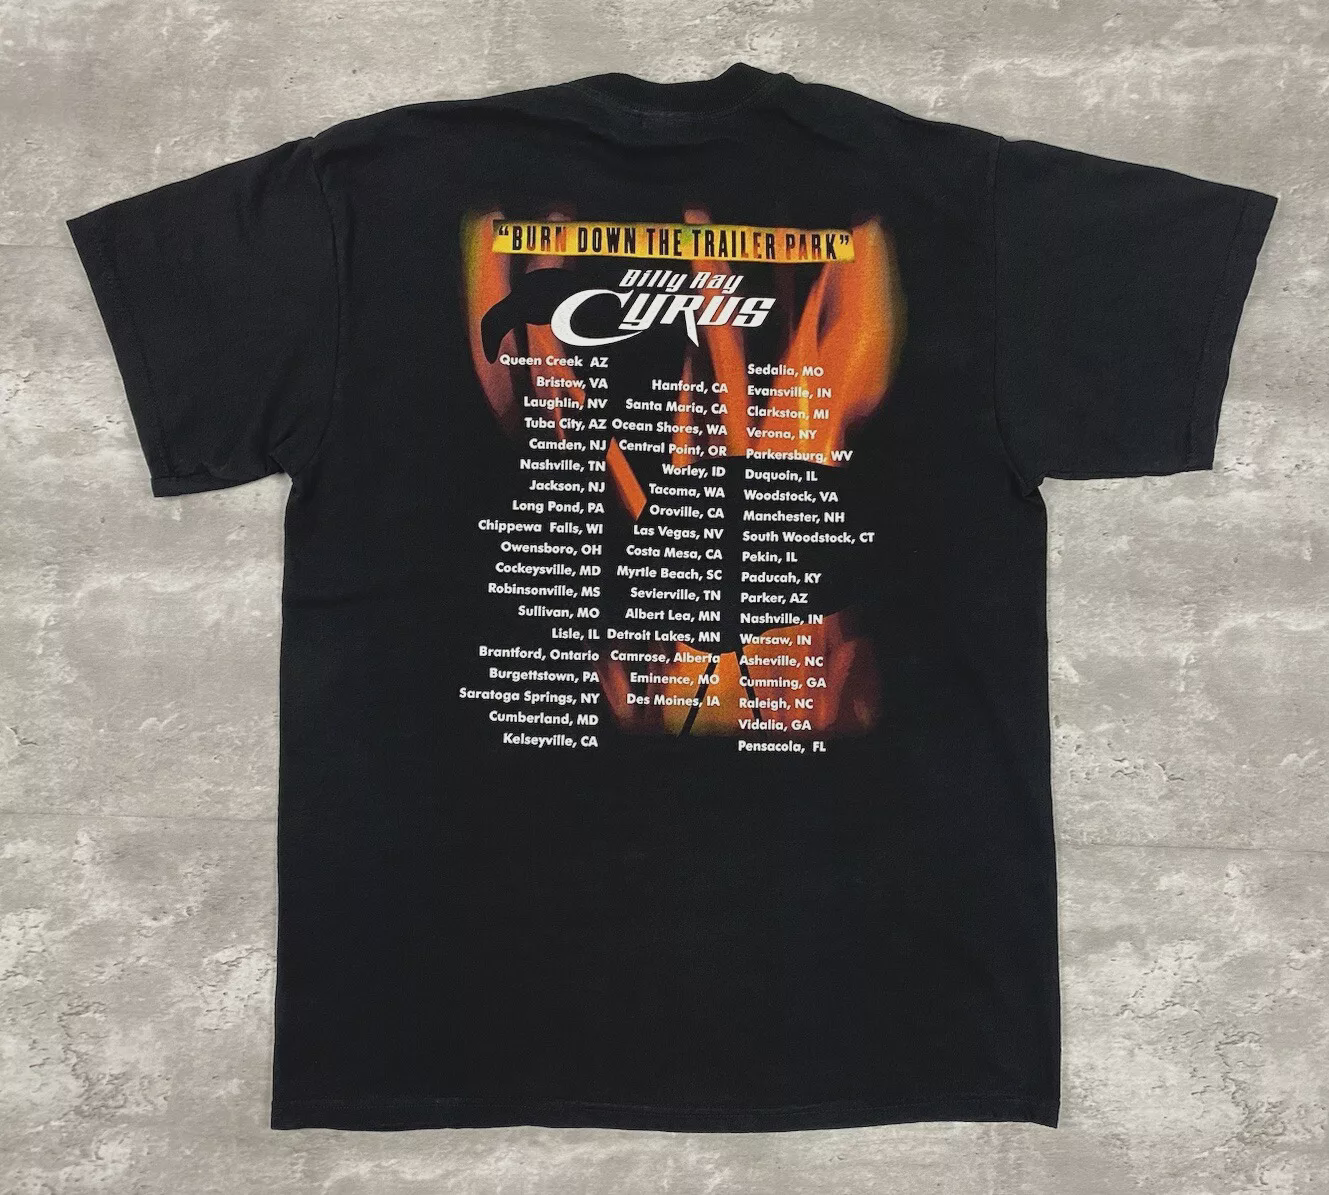 "BURN DOWN THE TRAILER PARK"
Billy Ray
CYRUS
Queen Creek AZ
Bristow, VA
Laughlin, NV
Tuba City, AZ
Camden, NJ
Nashville, TN
Jackson, NJ
Long Pond, PA
Chippewa Falls, WI
Owensboro, OH
Cockeysville, MD
Robinsonville, MS
Sullivan, MO
Lisle, IL
Brantford, Ontario
Burgettstown, PA
Saratoga Springs, NY
Cumberland, MD
Kelseyville, CA
Hanford, CA
Santa Maria, CA
Ocean Shores, WA
Central Point, OR
Worley, ID
Tacoma, WA
Oroville, CA
Las Vegas, NV
Costa Mesa, CA
Myrtle Beach, SC
Sevierville, TN
Albert Lea, MN
Detroit Lakes, MN
Camrose, Alberta
Eminence, MO
Des Moines, IA
Sedalia, MO
Evansville, IN
Clarkston, MI
Verona, NY
Parkersburg, WV
Duquoin, IL
Woodstock, VA
Manchester, NH
South Woodstock, CT
Pekin, IL
Paducah, KY
Parker, AZ
Nashville, IN
Warsaw, IN
Asheville, NC
Cumming, GA
Raleigh, NC
Vidalia, GA
Pensacola, FL